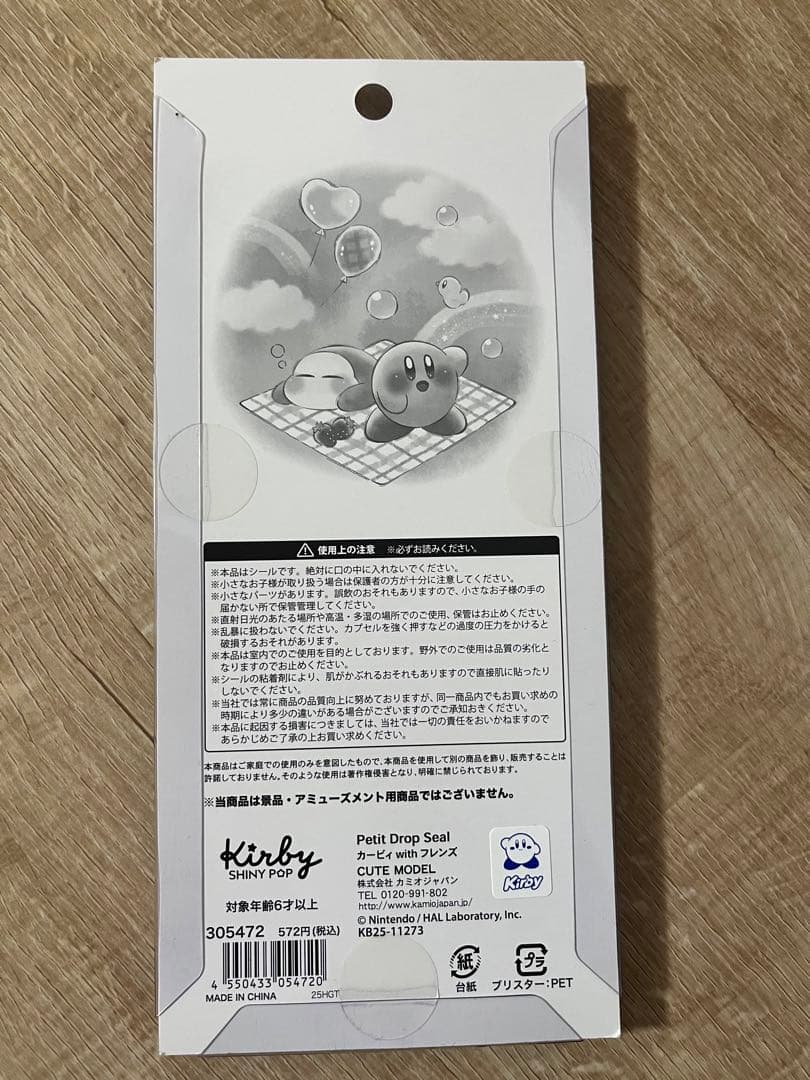 使用上の注意 ※必ずお読みください。
※本品はシールです。絶対に口の中に入れないでください。
※小さなお子様が取り扱う場合は保護者の方が十分に注意してください。
※小さなパーツがあります。誤飲のおそれもありますので、小さなお子様の手の
届かない所で保管管理してください。
※直射日光のあたる場所や高温・多湿の場所でのご使用、保管はお止めください。
※乱暴に扱わないでください。カプセルを強く押すなどの過度の圧力をかけると
破損するおそれがあります。
※本品は室内でのご使用を目的としております。野外でのご使用は品質の劣化と
なりますのでお止めください。
※シールの粘着剤により、肌がかぶれるおそれもありますので直接肌に貼ったり
しないでください。
※当社では常に商品の品質向上に努めておりますが、同一商品内でもお買い求めの
時期により多少の違いがある場合がございますのでご承知おきください。
※本品に起因する損害につきましては、当社では一切の責任をおいかねますので
あらかじめご了承の上お買い求めください。
本商品はご家庭での使用のみを意図したもので、本商品を使用して別の商品を飾り、販売することは
許諾しておりません。そのような使用は著作権侵害となり、明確に禁じられております。
※当商品は景品・アミューズメント用商品ではございません。
Kirby
SHINY POP
対象年齢6才以上
305472 572円(税込)
4 550433 054720
MADE IN CHINA 25HGT
Petit Drop Seal
カービィ with フレンズ
CUTE MODEL
株式会社 カミオジャパン
TEL 0120-991-802
http://www.kamiojapan.jp/
© Nintendo / HAL Laboratory, Inc.
KB25-11273
Kirby
紙
台紙
プラ
ブリスター:PET